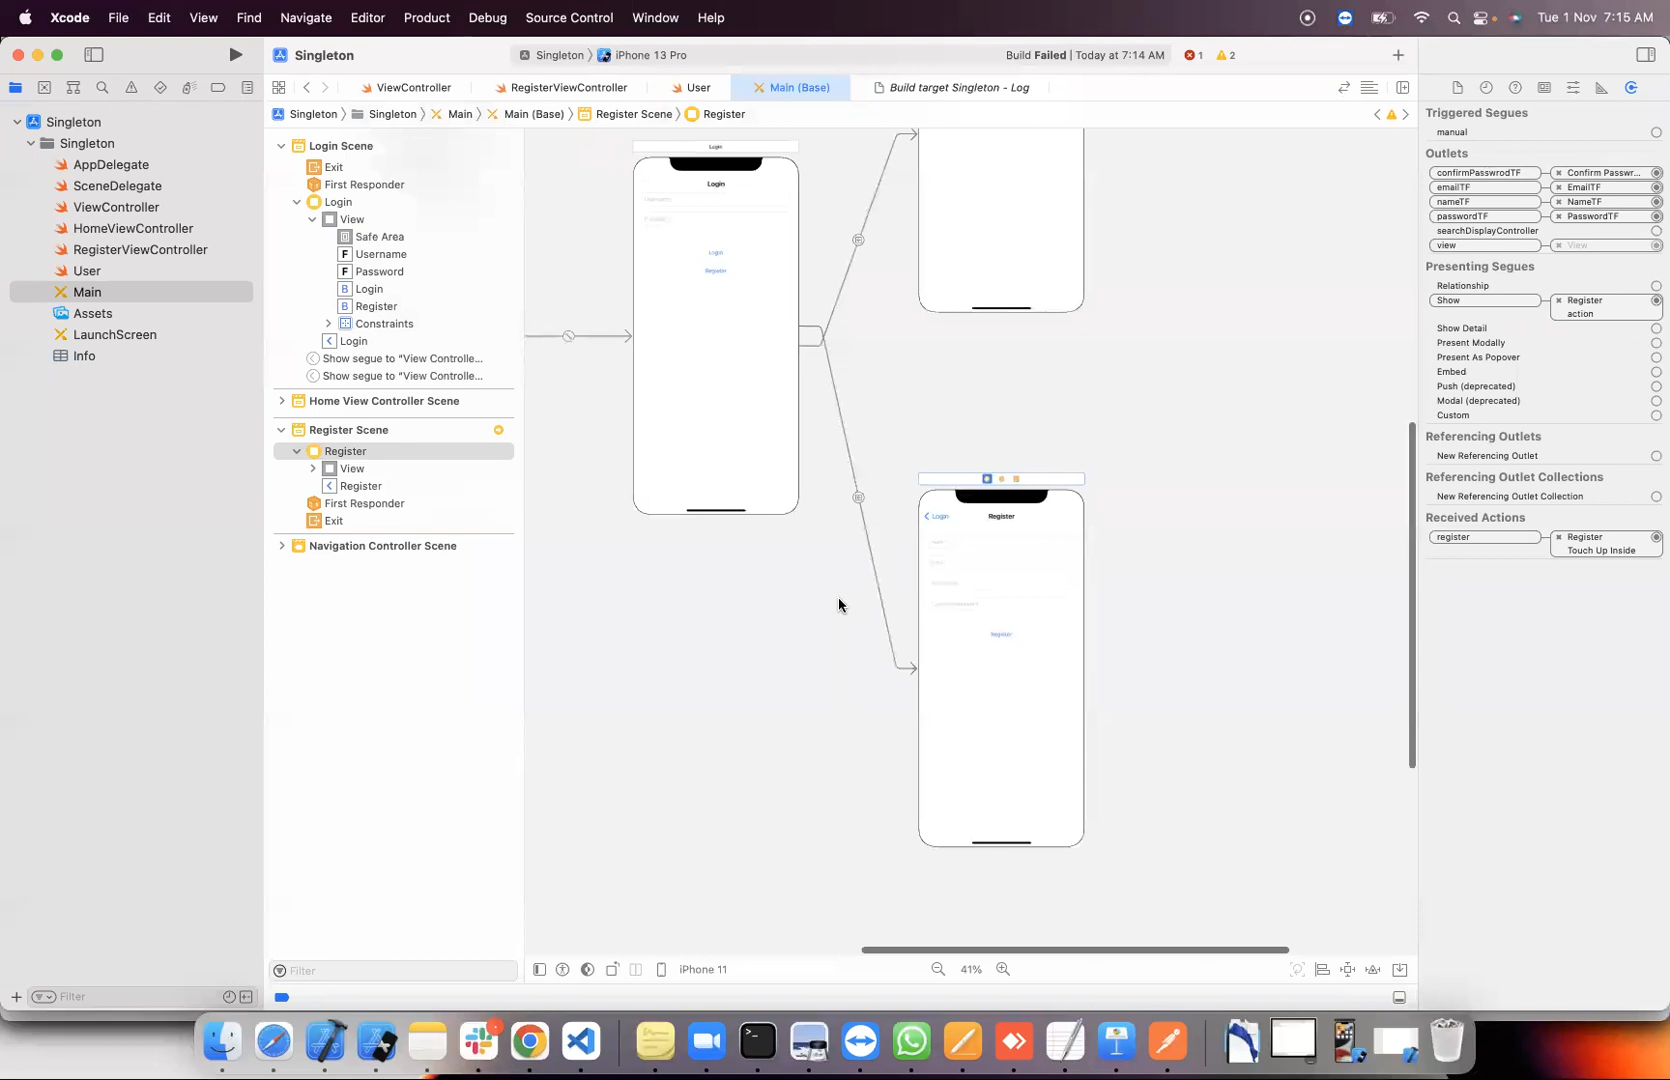 Xcode File Edit View Find Navigate Editor Product Debug Source Control Window Help Tue 1 Nov 7:15 AM
Singleton Singleton iPhone 13 Pro Build Failed | Today at 7:14 AM 1 2
ViewController RegisterViewController User Main (Base) Build target Singleton - Log
Singleton Singleton Main Main (Base) Register Scene Register
Singleton
Singleton
AppDelegate
SceneDelegate
ViewController
HomeViewController
RegisterViewController
User
Main
Assets
LaunchScreen
Info
Filter
Login Scene
Exit
First Responder
Login
View
Safe Area
Username
Password
Login
Register
Constraints
Login
Show segue to "View Controlle...
Show segue to "View Controlle...
Home View Controller Scene
Register Scene
Register
View
Register
First Responder
Exit
Navigation Controller Scene
Filter
Login
Login
Login
Register
Login Register
Register
iPhone 11 41%
Triggered Segues
manual
Outlets
confirmPasswrodTF Confirm Passwr...
emailTF EmailTF
nameTF NameTF
passwordTF PasswordTF
searchDisplayController
view View
Presenting Segues
Relationship
Show Register
action
Show Detail
Present Modally
Present As Popover
Embed
Push (deprecated)
Modal (deprecated)
Custom
Referencing Outlets
New Referencing Outlet
Referencing Outlet Collections
New Referencing Outlet Collection
Received Actions
register Register
Touch Up Inside